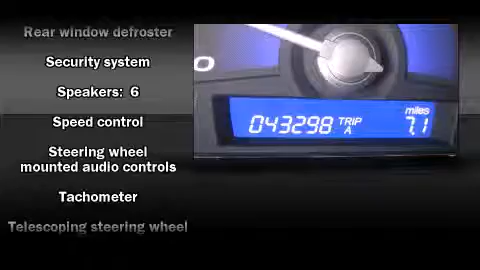 Rear window defroster
Security system
Speakers: 6
Speed control
Steering wheel
mounted audio controls
Tachometer
Telescoping steering wheel
0
miles
043298 TRIP A 7.1